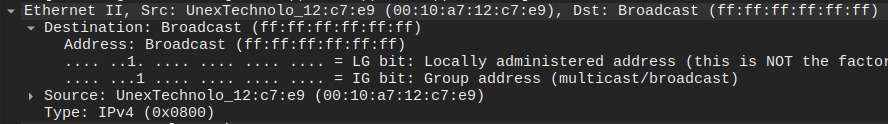 Ethernet II, Src: UnexTechnolo_12:c7:e9 (00:10:a7:12:c7:e9), Dst: Broadcast (ff:ff:ff:ff:ff:ff)
Destination: Broadcast (ff:ff:ff:ff:ff:ff)
Address: Broadcast (ff:ff:ff:ff:ff:ff)
.... ..1. .... .... .... .... = LG bit: Locally administered address (this is NOT the factor
.... ...1 .... .... .... .... = IG bit: Group address (multicast/broadcast)
Source: UnexTechnolo_12:c7:e9 (00:10:a7:12:c7:e9)
Type: IPv4 (0x0800)